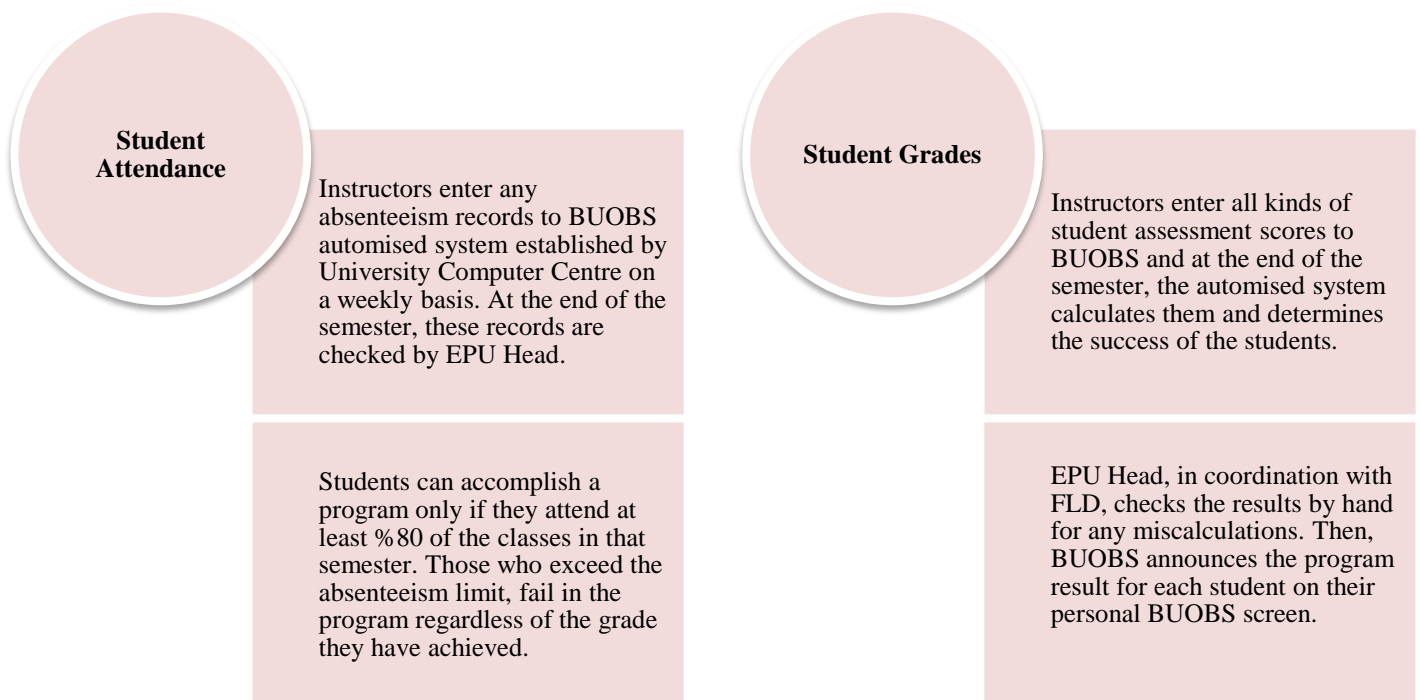 Student
Attendance
Instructors enter any
absenteeism records to BUOBS
automised system established by
University Computer Centre on
a weekly basis. At the end of the
semester, these records are
checked by EPU Head.
Students can accomplish a
program only if they attend at
least %80 of the classes in that
semester. Those who exceed the
absenteeism limit, fail in the
program regardless of the grade
they have achieved.
Student Grades
Instructors enter all kinds of
student assessment scores to
BUOBS and at the end of the
semester, the automised system
calculates them and determines
the success of the students.
EPU Head, in coordination with
FLD, checks the results by hand
for any miscalculations. Then,
BUOBS announces the program
result for each student on their
personal BUOBS screen.